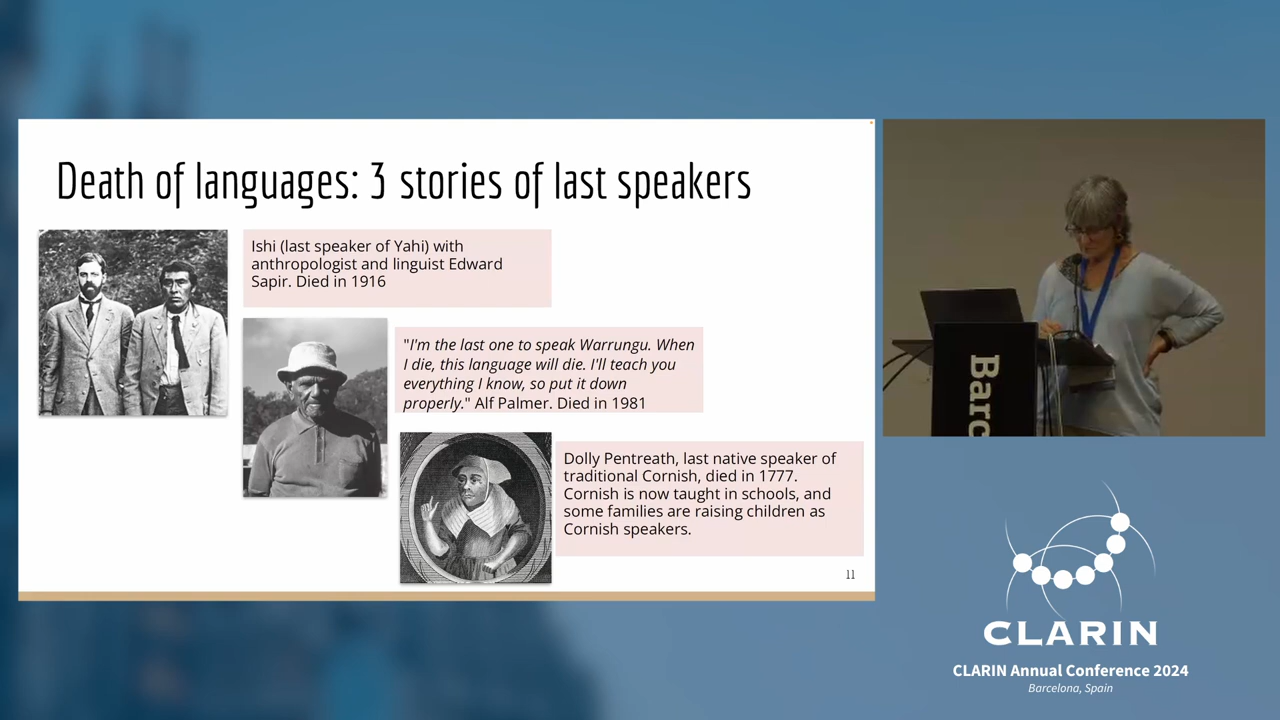 Death of languages: 3 stories of last speakers
Ishi (last speaker of Yahi) with
anthropologist and linguist Edward
Sapir. Died in 1916
"I'm the last one to speak Warrungu. When
I die, this language will die. I'll teach you
everything I know, so put it down
properly." Alf Palmer. Died in 1981
Dolly Pentreath, last native speaker of
traditional Cornish, died in 1777.
Cornish is now taught in schools, and
some families are raising children as
Cornish speakers.
11
Barc
CLARIN
CLARIN Annual Conference 2024
Barcelona, Spain